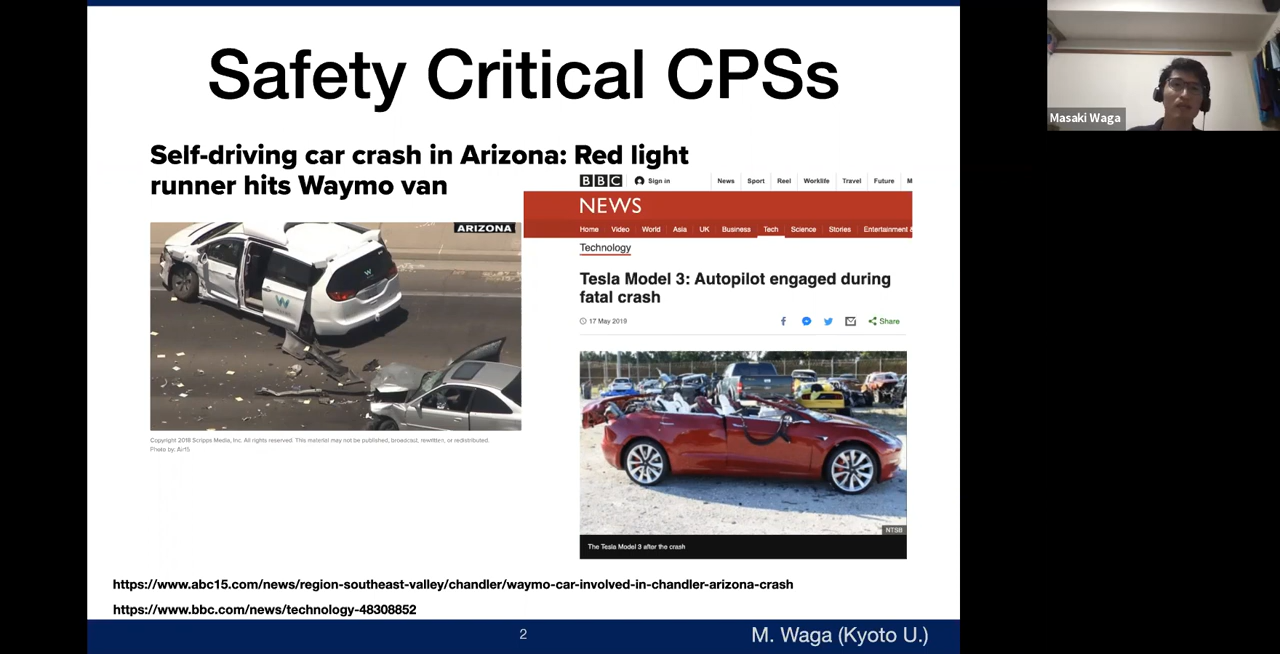 Safety Critical CPSs
Masaki Waga
Self-driving car crash in Arizona: Red light
runner hits Waymo van
ARIZONA
Copyright 2018 Scripps Media, Inc. All rights reserved. This material may not be published, broadcast, rewritten, or redistributed.
Photo by: Air15
BBC Sign in News Sport Reel Worklife Travel Future M
NEWS
Home Video World Asia UK Business Tech Science Stories Entertainment &
Technology
Tesla Model 3: Autopilot engaged during
fatal crash
17 May 2019 Share
NTSB
The Tesla Model 3 after the crash
https://www.abc15.com/news/region-southeast-valley/chandler/waymo-car-involved-in-chandler-arizona-crash
https://www.bbc.com/news/technology-48308852
2
M. Waga (Kyoto U.)